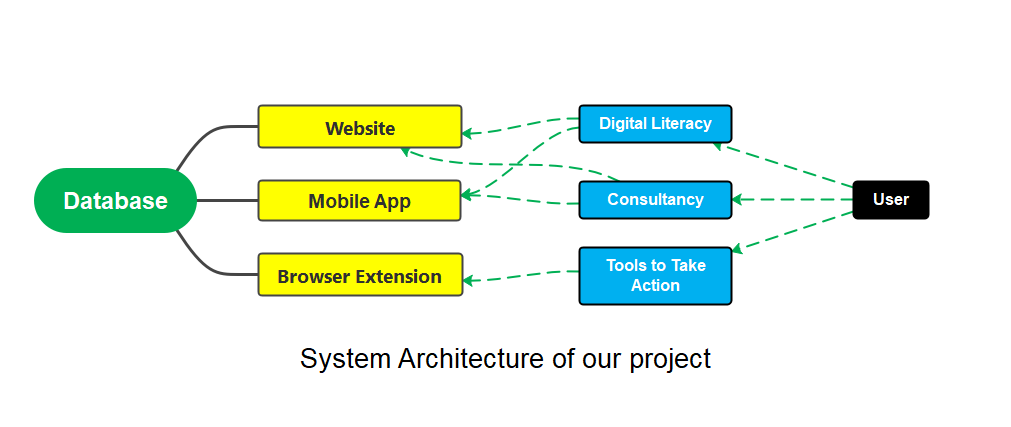 Database
Website
Mobile App
Browser Extension
Digital Literacy
Consultancy
Tools to Take
Action
User
System Architecture of our project